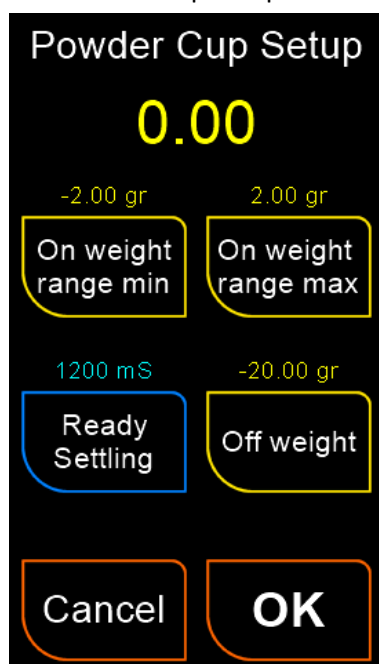 Powder Cup Setup
0.00
-2.00 gr
2.00 gr
On weight
range min
On weight
range max
1200 mS
-20.00 gr
Ready
Settling
Off weight
Cancel
OK